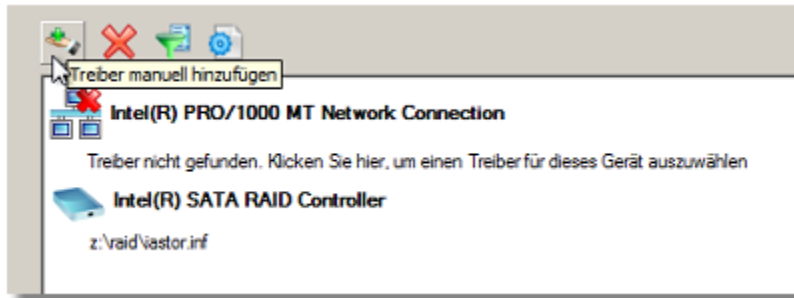 Treiber manuell hinzufügen
Intel(R) PRO/1000 MT Network Connection
Treiber nicht gefunden. Klicken Sie hier, um einen Treiber für dieses Gerät auszuwählen
Intel(R) SATA RAID Controller
z:\raid\iastor.inf